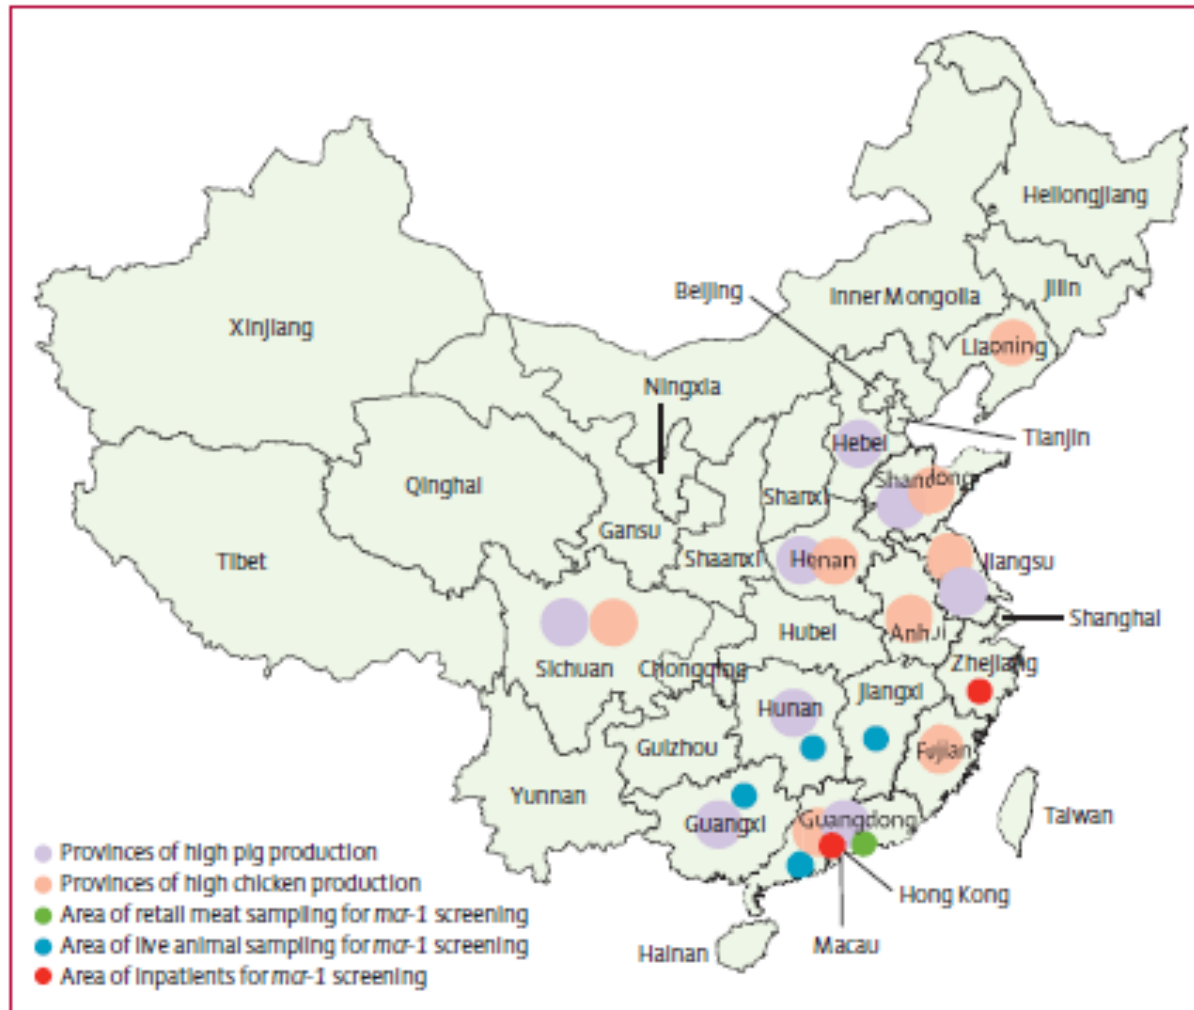 Heilongjiang
Beijing
Inner Mongolia
Jilin
Xinjiang
Liaoning
Ningxia
Tianjin
Hebei
Qinghai
Shandong
Shanxi
Gansu
Tibet
Shaanxi
Henan
Jiangsu
Shanghai
Hubei
Anhui
Sichuan
Chongqing
Zhejiang
Jiangxi
Hunan
Guizhou
Fujian
Yunnan
Guangxi
Guangdong
Taiwan
Hong Kong
Macau
Hainan
Provinces of high pig production
Provinces of high chicken production
Area of retail meat sampling for mcr-1 screening
Area of live animal sampling for mcr-1 screening
Area of inpatients for mcr-1 screening